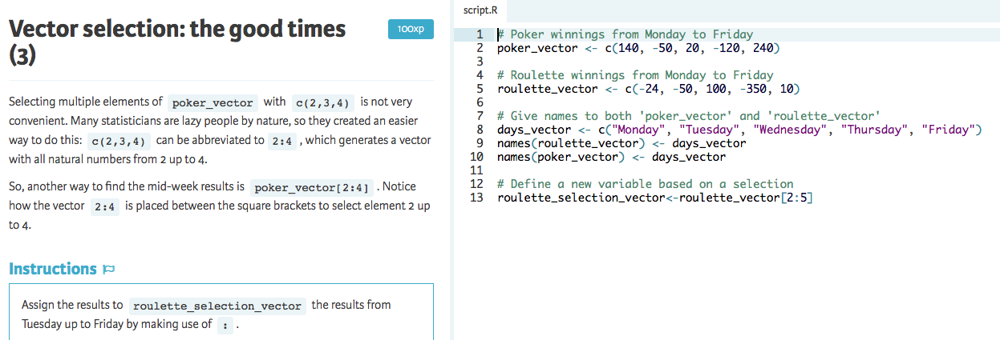 Vector selection: the good times
(3)
100xp
Selecting multiple elements of poker_vector with c(2,3,4) is not very
convenient. Many statisticians are lazy people by nature, so they created an easier
way to do this: c(2,3,4) can be abbreviated to 2:4 , which generates a vector
with all natural numbers from 2 up to 4.
So, another way to find the mid-week results is poker_vector[2:4] . Notice
how the vector 2:4 is placed between the square brackets to select element 2 up
to 4.
Instructions
Assign the results to roulette_selection_vector the results from
Tuesday up to Friday by making use of : .
script.R
1 # Poker winnings from Monday to Friday
2 poker_vector <- c(140, -50, 20, -120, 240)
3
4 # Roulette winnings from Monday to Friday
5 roulette_vector <- c(-24, -50, 100, -350, 10)
6
7 # Give names to both 'poker_vector' and 'roulette_vector'
8 days_vector <- c("Monday", "Tuesday", "Wednesday", "Thursday", "Friday")
9 names(roulette_vector) <- days_vector
10 names(poker_vector) <- days_vector
11
12 # Define a new variable based on a selection
13 roulette_selection_vector<-roulette_vector[2:5]